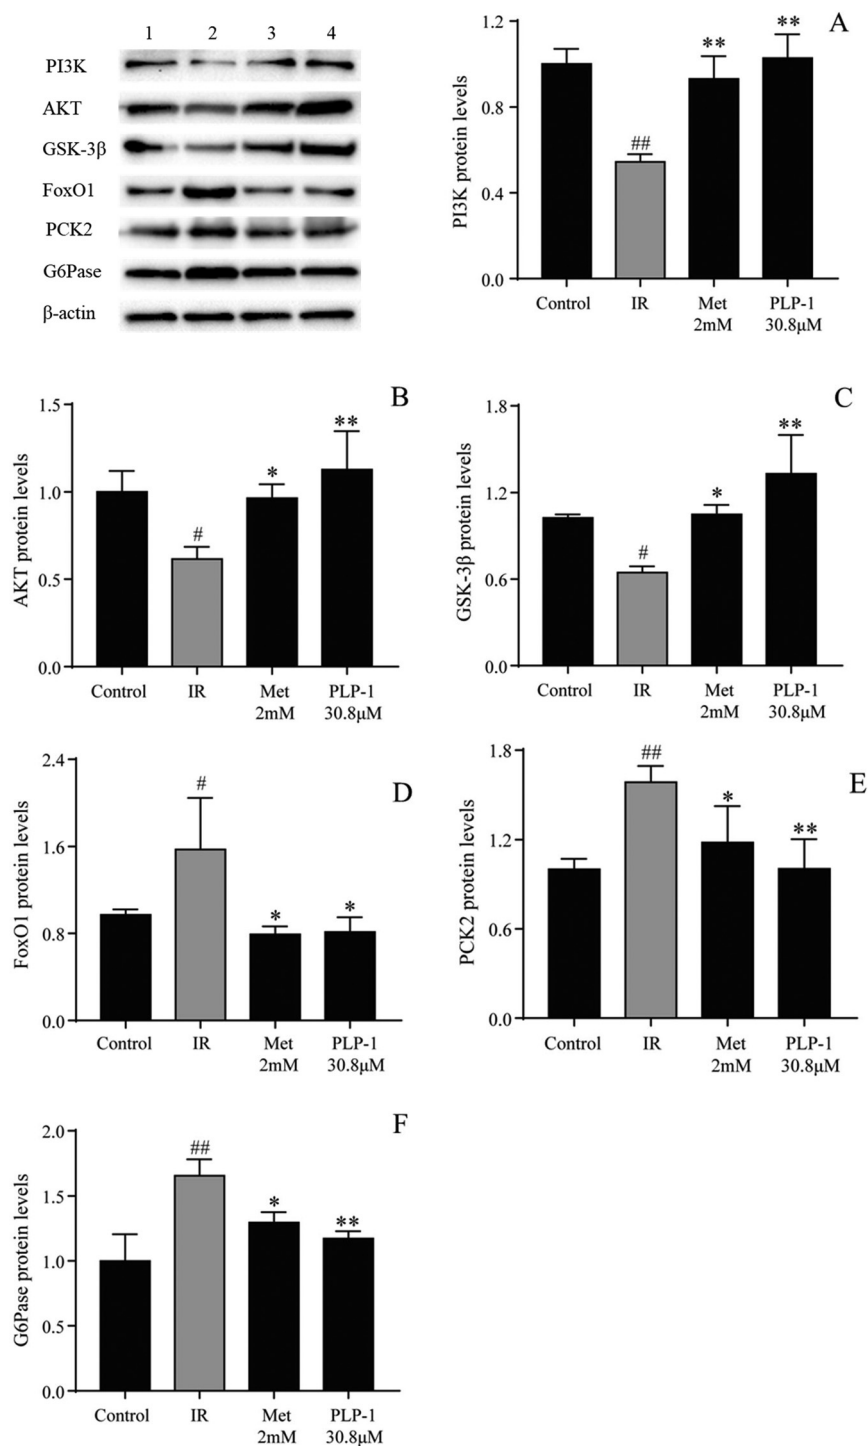 1 2 3 4
PI3K
AKT
GSK-3β
FoxO1
PCK2
G6Pase
β-actin
A
PI3K protein levels
1.2
0.8
0.4
0.0
##
**
**
Control IR Met PLP-1
2mM 30.8μM
B
AKT protein levels
1.5
1.0
0.5
0.0
#
*
**
Control IR Met PLP-1
2mM 30.8μM
C
GSK-3β protein levels
1.8
1.2
0.6
0.0
#
*
**
Control IR Met PLP-1
2mM 30.8μM
D
FoxO1 protein levels
2.4
1.6
0.8
0.0
#
*
*
Control IR Met PLP-1
2mM 30.8μM
E
PCK2 protein levels
1.8
1.2
0.6
0.0
##
*
**
Control IR Met PLP-1
2mM 30.8μM
F
G6Pase protein levels
2.0
1.5
1.0
0.5
0.0
##
*
**
Control IR Met PLP-1
2mM 30.8μM